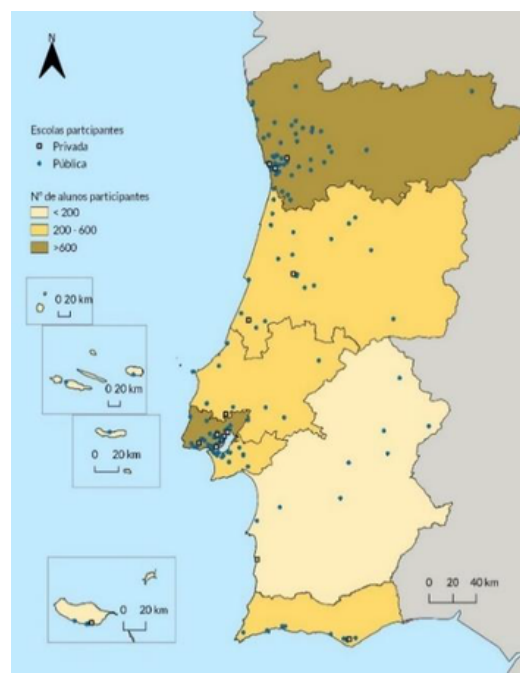 N
Escolas partcipantes
Privada
Pública
Nº de alunos participantes
< 200
200 - 600
>600
0 20 km
0 20 km
0 20 km
0 20 km
0 20 40 km